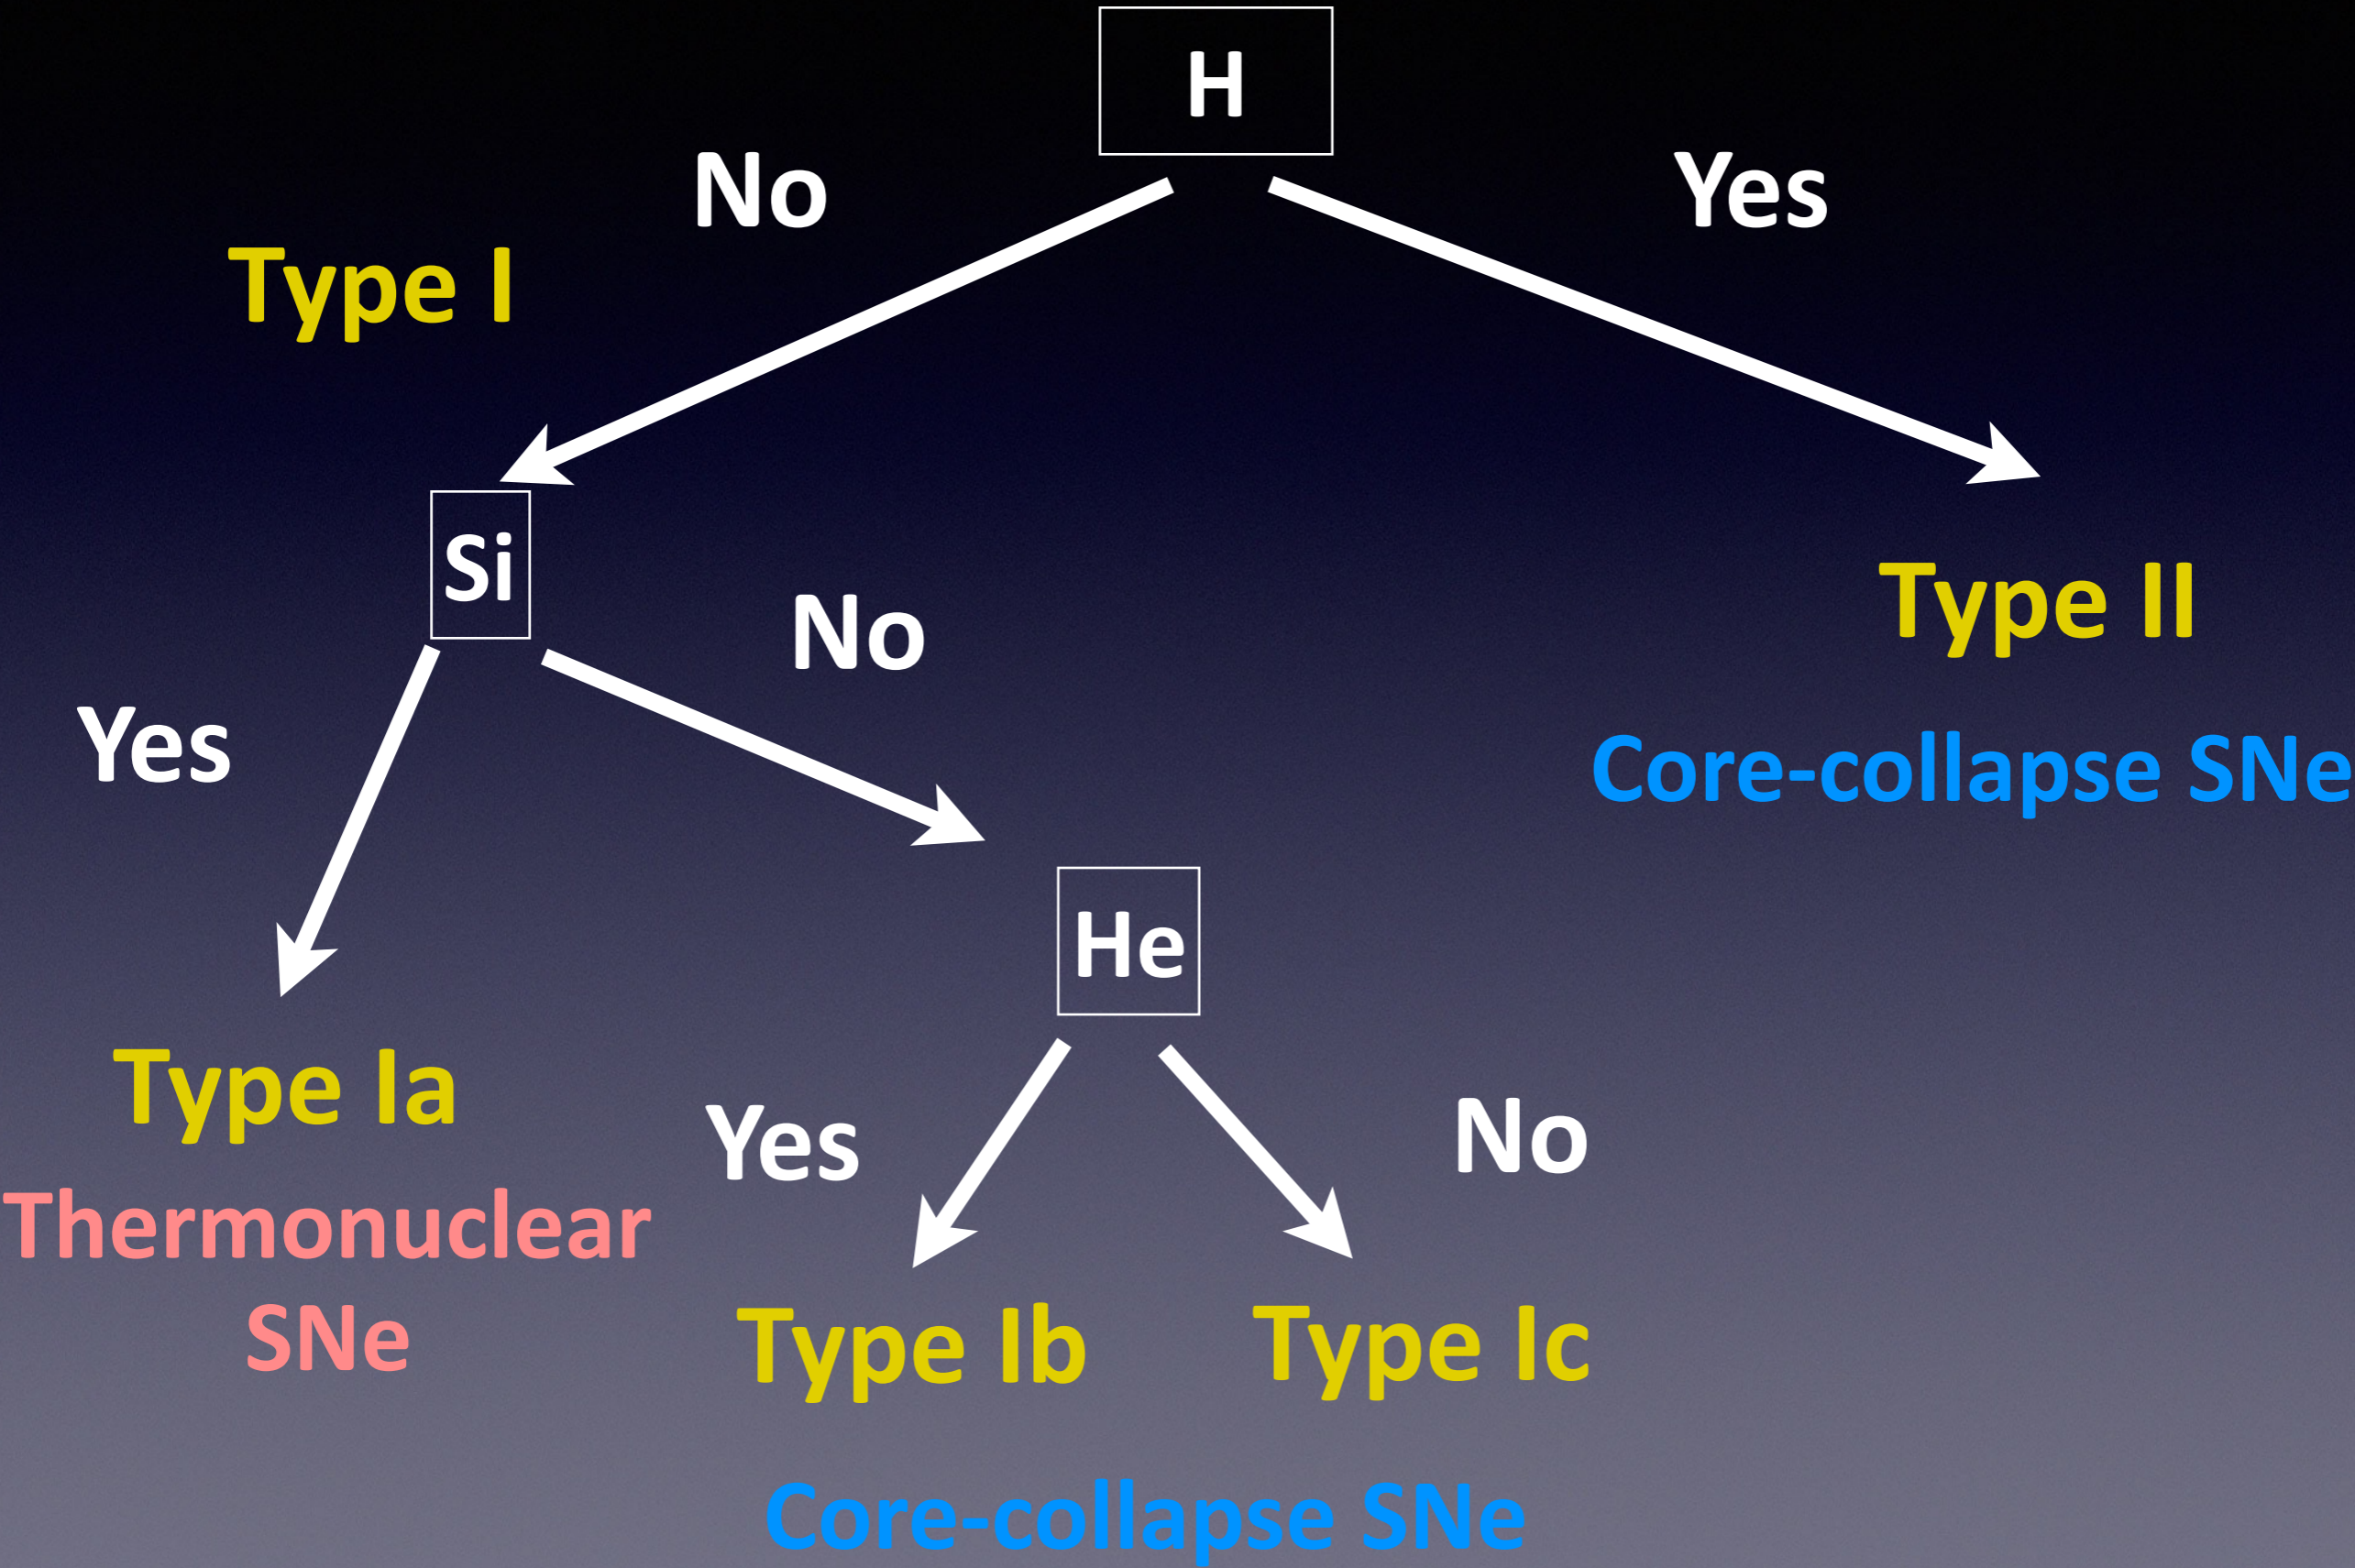 H
No
Yes
Type I
Si
No
Type II
Yes
Core-collapse SNe
He
Type Ia
Yes
No
Thermonuclear
SNe
Type Ib
Type Ic
Core-collapse SNe